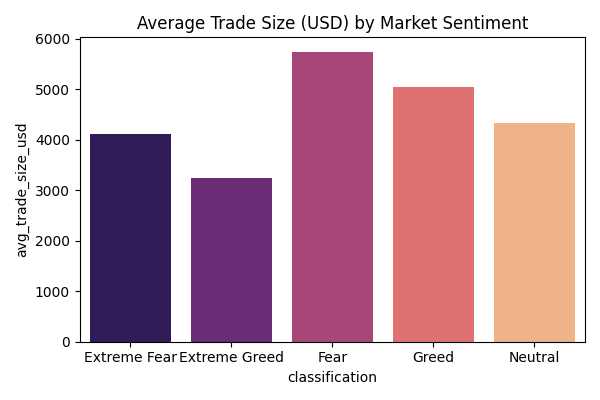 Average Trade Size (USD) by Market Sentiment
avg_trade_size_usd
6000
5000
4000
3000
2000
1000
0
Extreme Fear Extreme Greed Fear Greed Neutral
classification